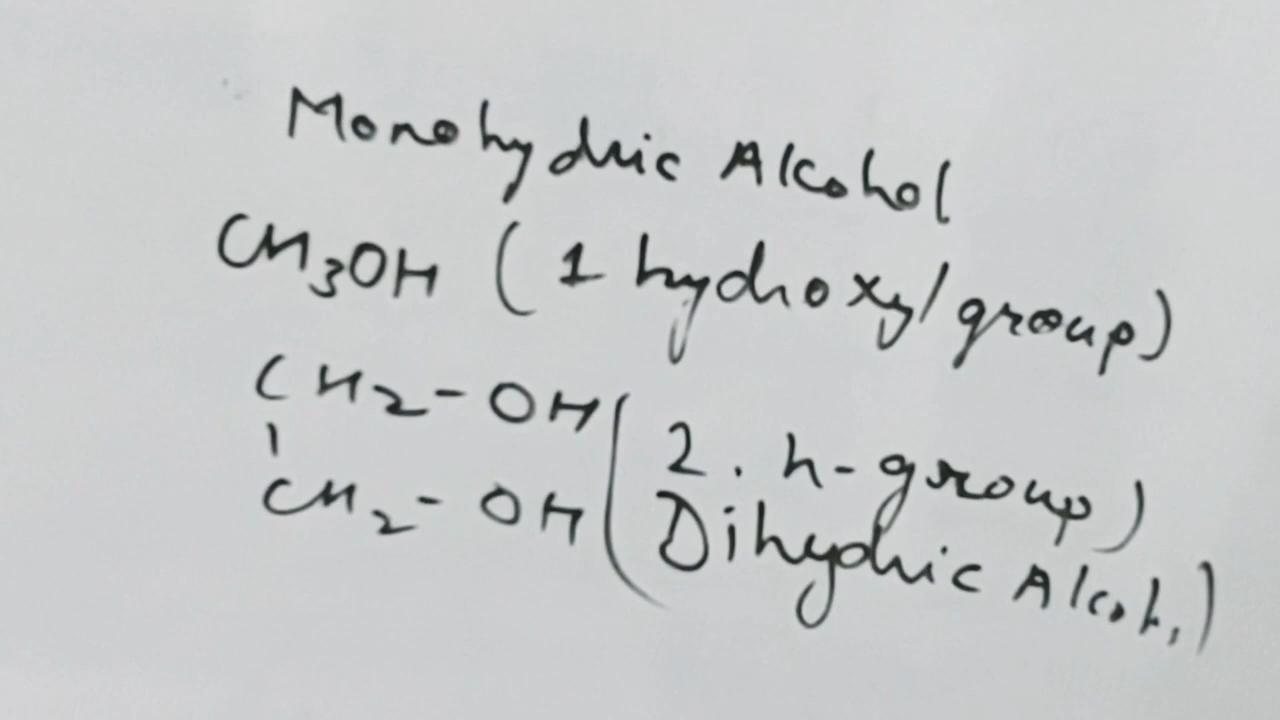 Monohydric Alcohol
CH3OH (1 hydroxyl group)
CH2-OH (2. h-group)
|
CH2-OH Dihydric Alcoh.)